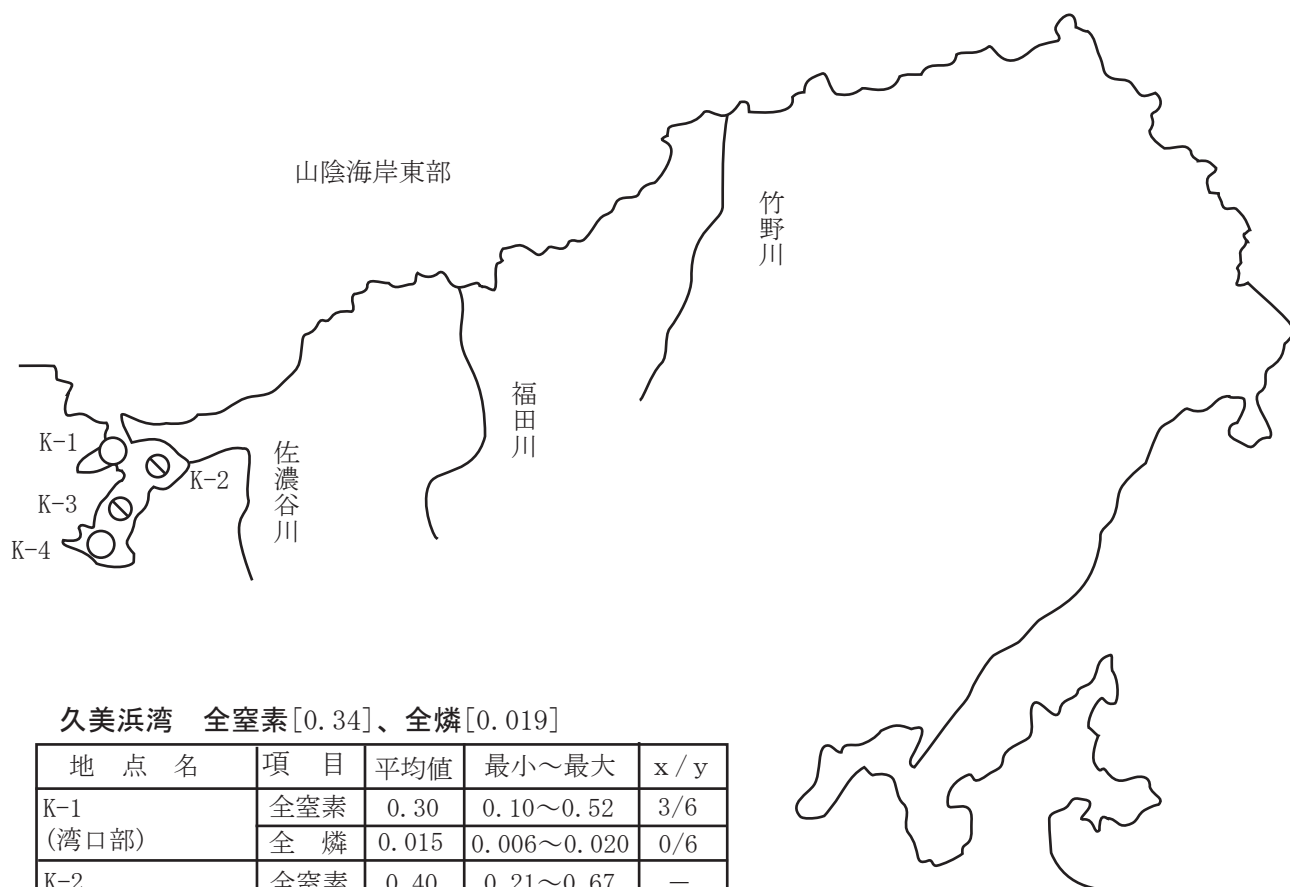 山陰海岸東部
竹野川
福田川
佐濃谷川
K-1
K-2
K-3
K-4
久美浜湾 全窒素[0.34]、全燐[0.019]
地 点 名 項 目 平均値 最小～最大 x/y
K-1 (湾口部) 全窒素 0.30 0.10～0.52 3/6
全 燐 0.015 0.006～0.020 0/6
K-2 全窒素 0.40 0.21～0.67 －